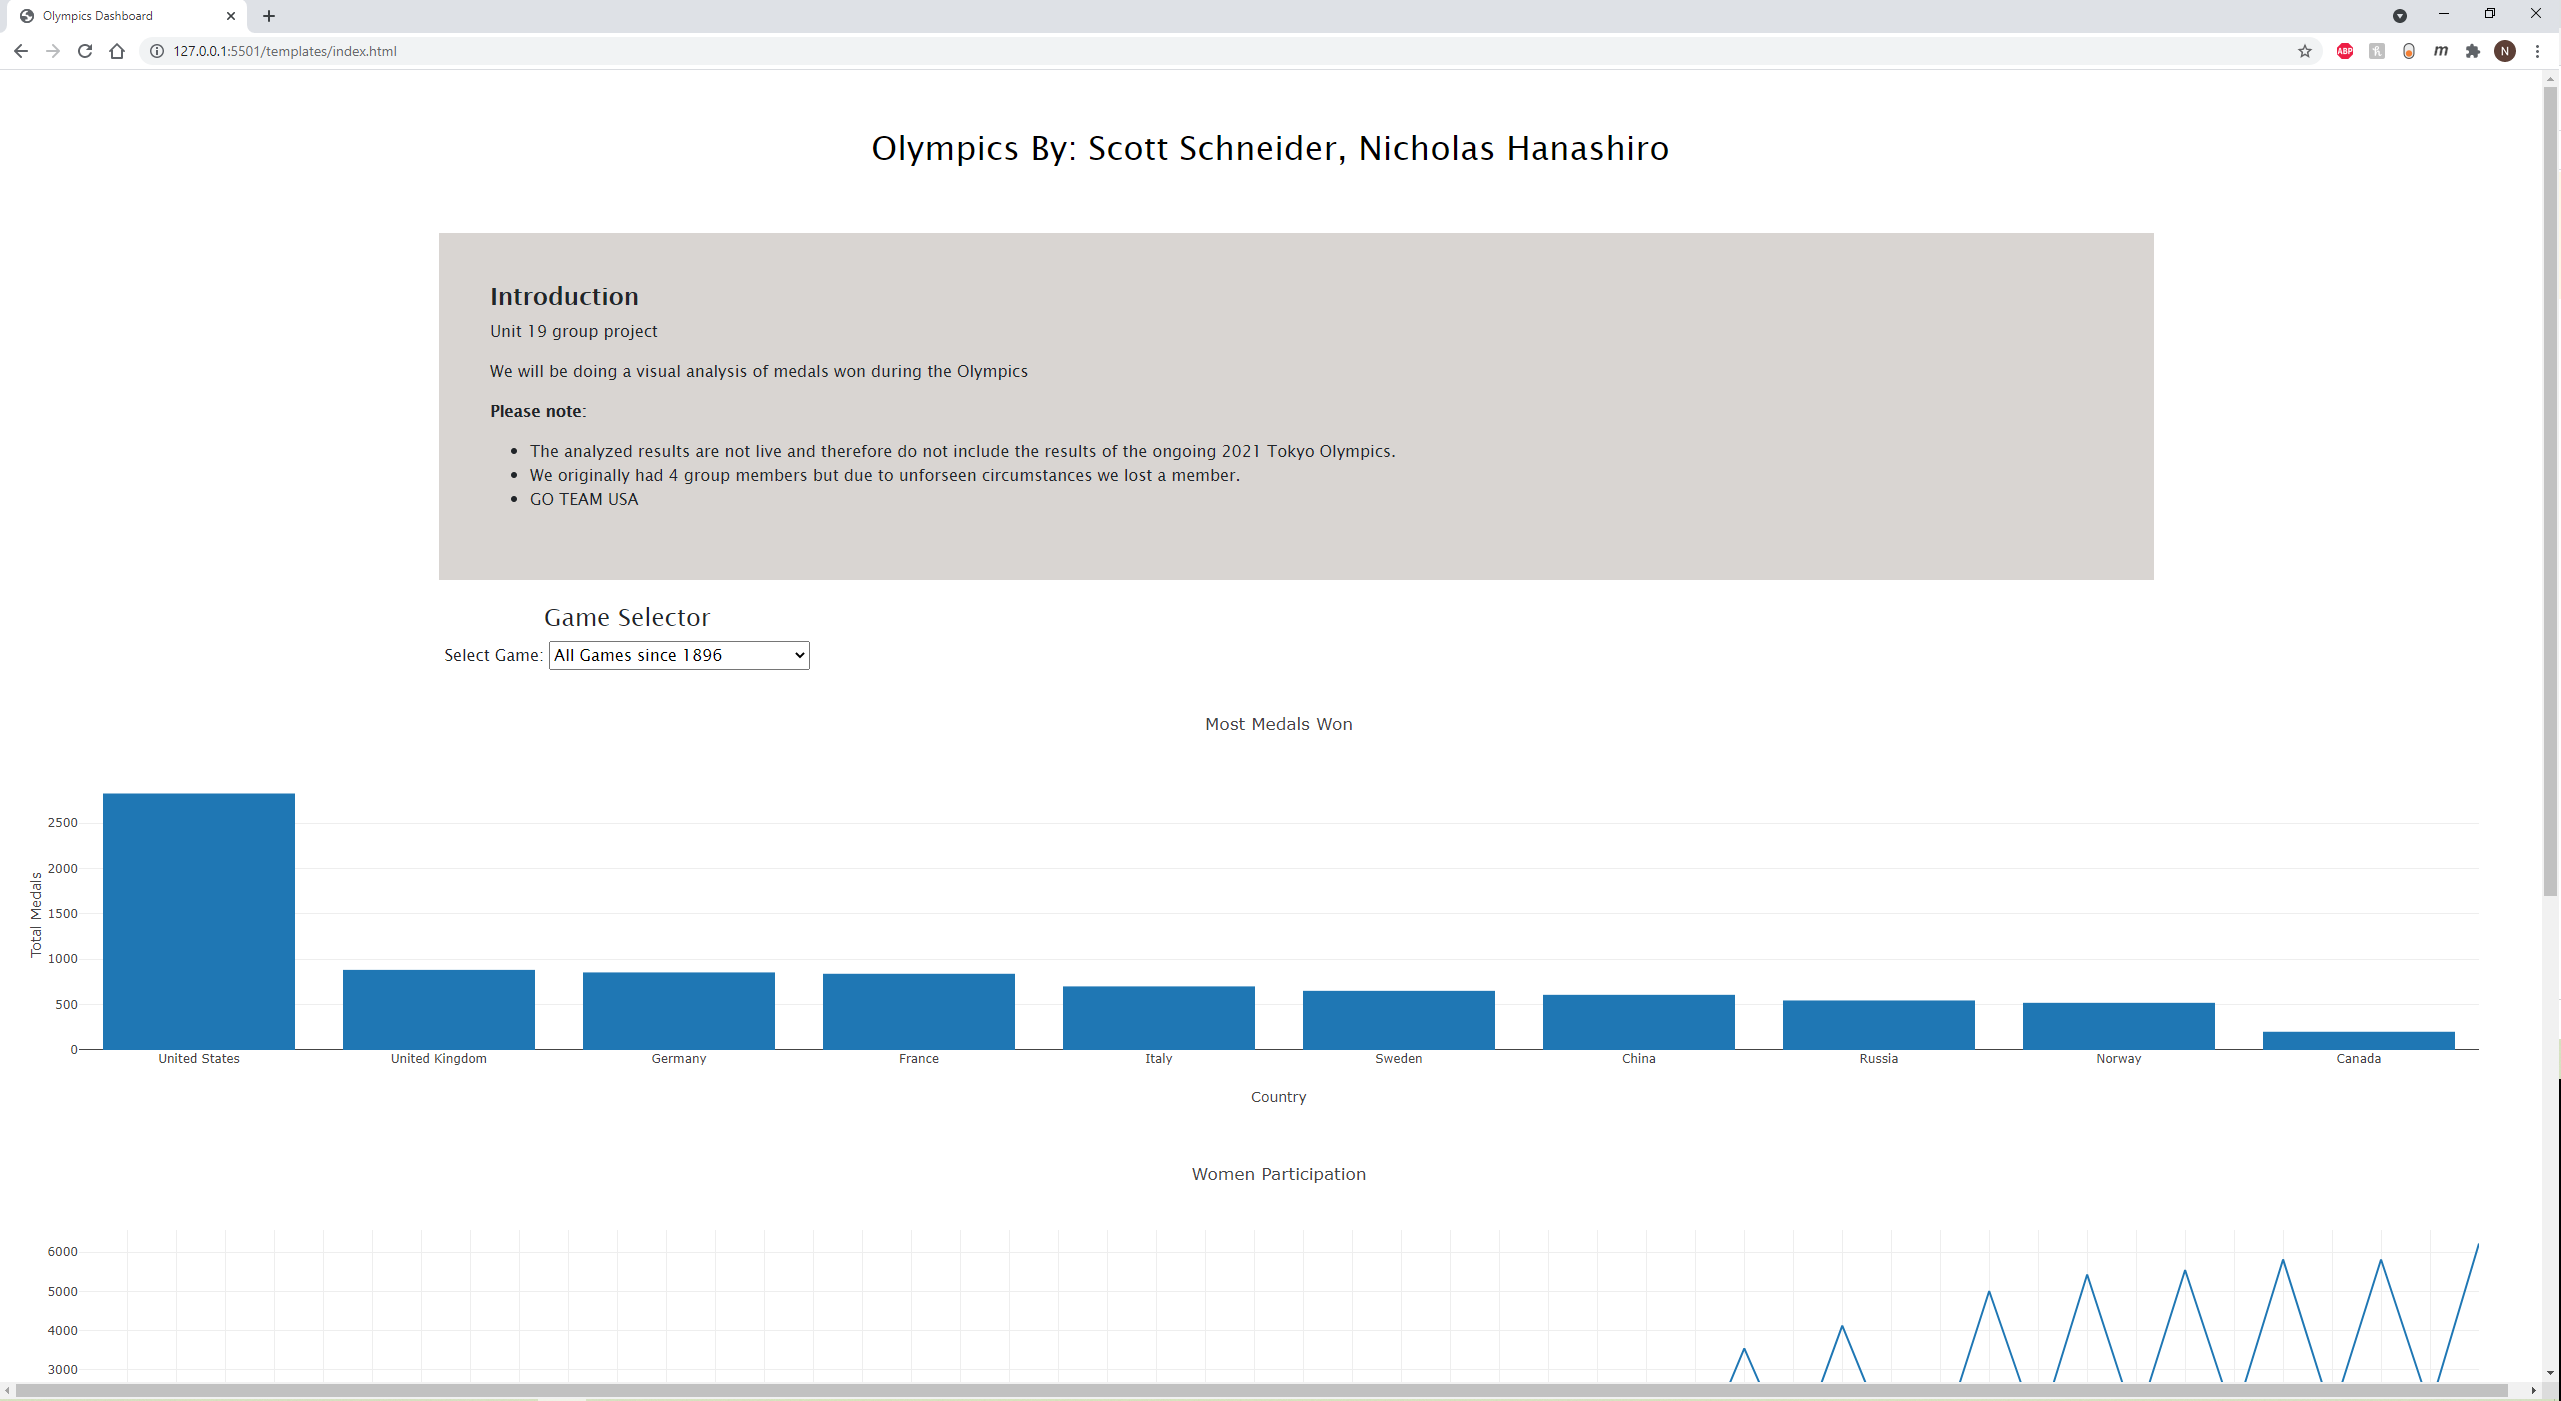 Olympics Dashboard
127.0.0.1:5501/templates/index.html
ABP
m
N
Olympics By: Scott Schneider, Nicholas Hanashiro
Introduction
Unit 19 group project
We will be doing a visual analysis of medals won during the Olympics
Please note:
The analyzed results are not live and therefore do not include the results of the ongoing 2021 Tokyo Olympics.
We originally had 4 group members but due to unforseen circumstances we lost a member.
GO TEAM USA
Game Selector
Select Game: All Games since 1896
Most Medals Won
2500
2000
1500
1000
500
0
Total Medals
United States United Kingdom Germany France Italy Sweden China Russia Norway Canada
Country
Women Participation
6000
5000
4000
3000